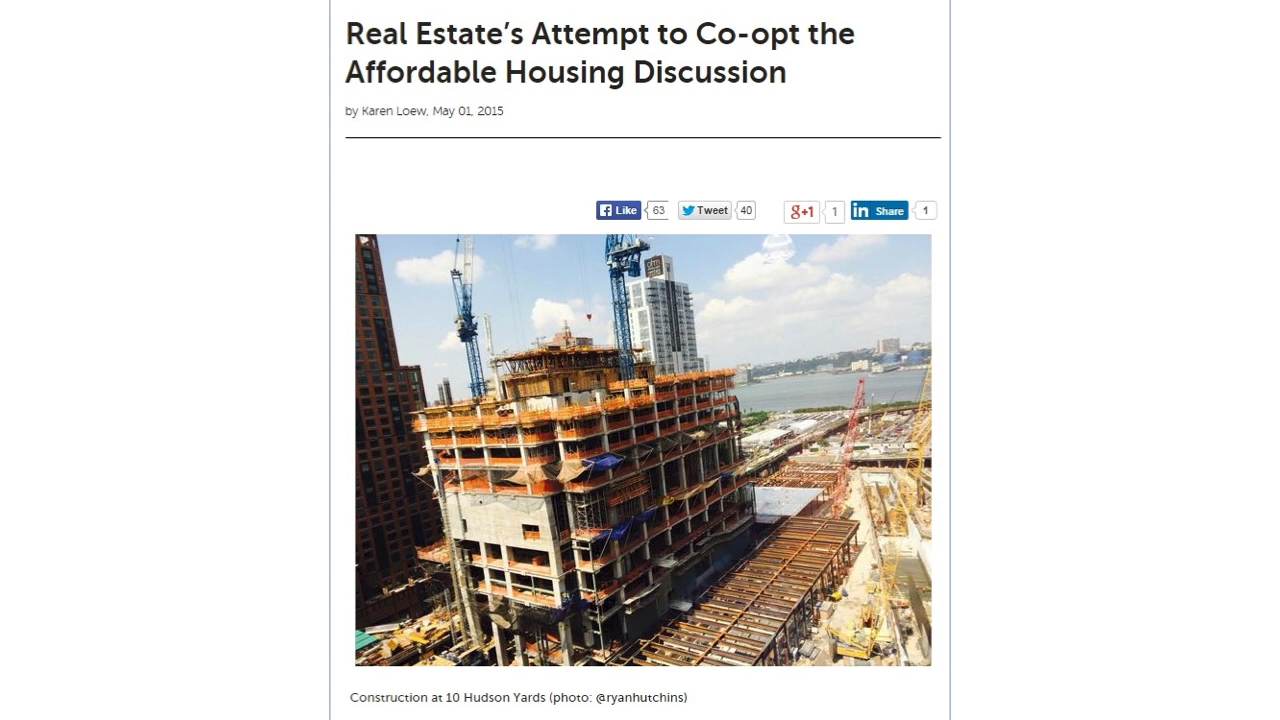 Real Estate’s Attempt to Co-opt the
Affordable Housing Discussion
by Karen Loew, May 01, 2015
Like 63 Tweet 40 g+1 1 in Share 1
Construction at 10 Hudson Yards (photo: @ryanhutchins)